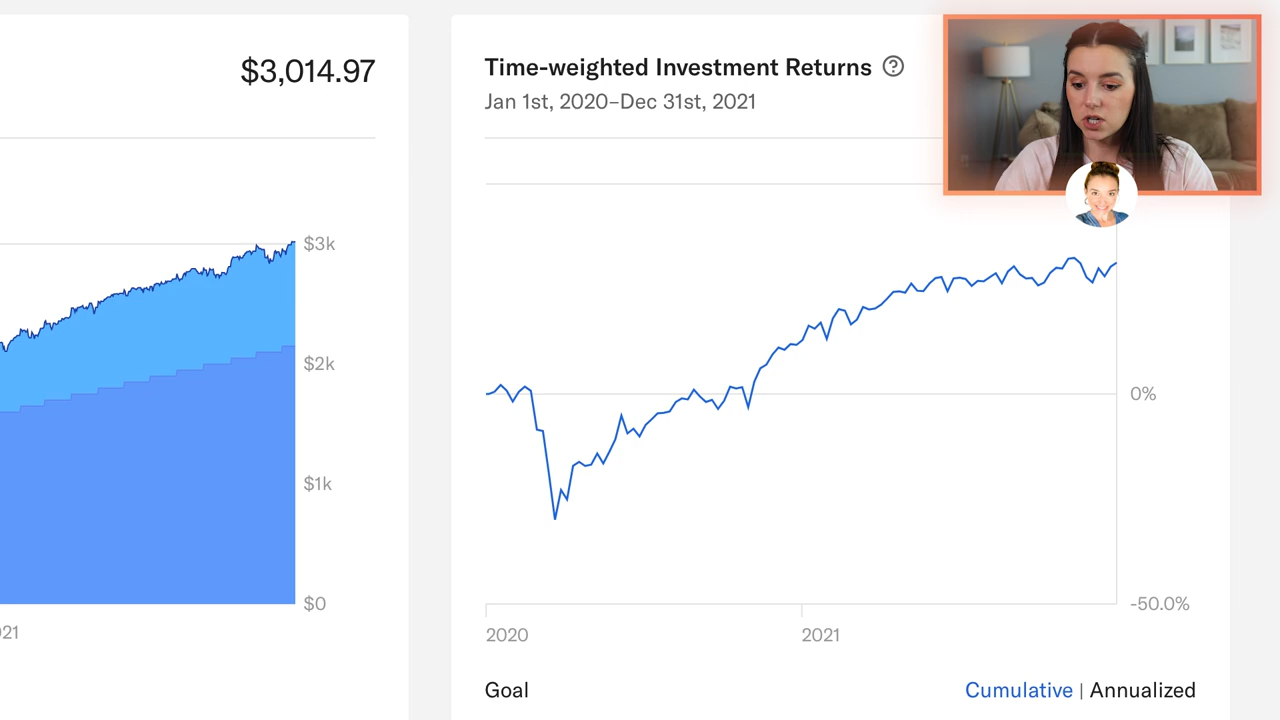 $3,014.97
$3k
$2k
$1k
$0
021
Time-weighted Investment Returns ?
Jan 1st, 2020–Dec 31st, 2021
0%
-50.0%
2020
2021
Goal
Cumulative | Annualized